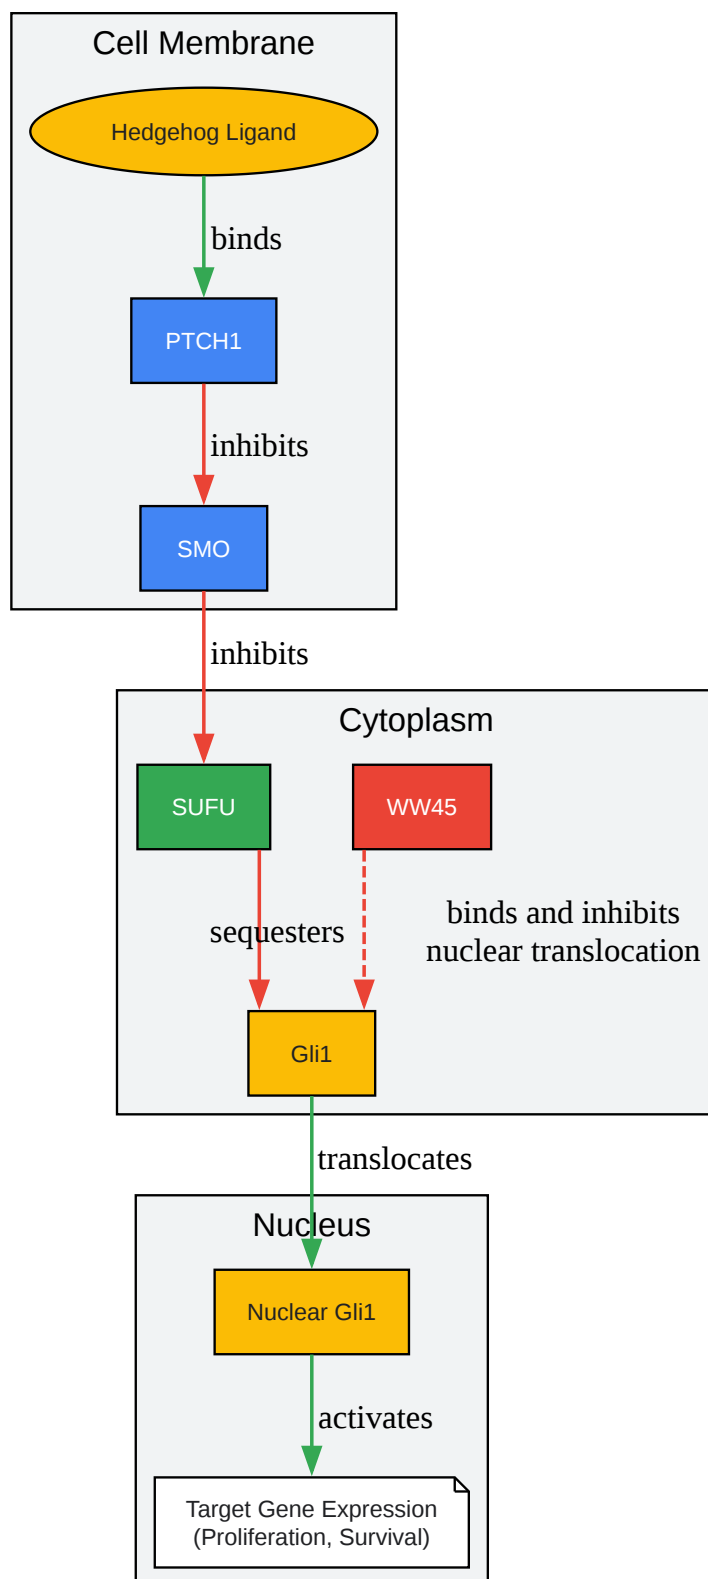 Cell Membrane
Hedgehog Ligand
binds
PTCH1
inhibits
SMO
inhibits
Cytoplasm
SUFU
WW45
sequesters
binds and inhibits
nuclear translocation
Gli1
translocates
Nucleus
Nuclear Gli1
activates
Target Gene Expression
(Proliferation, Survival)